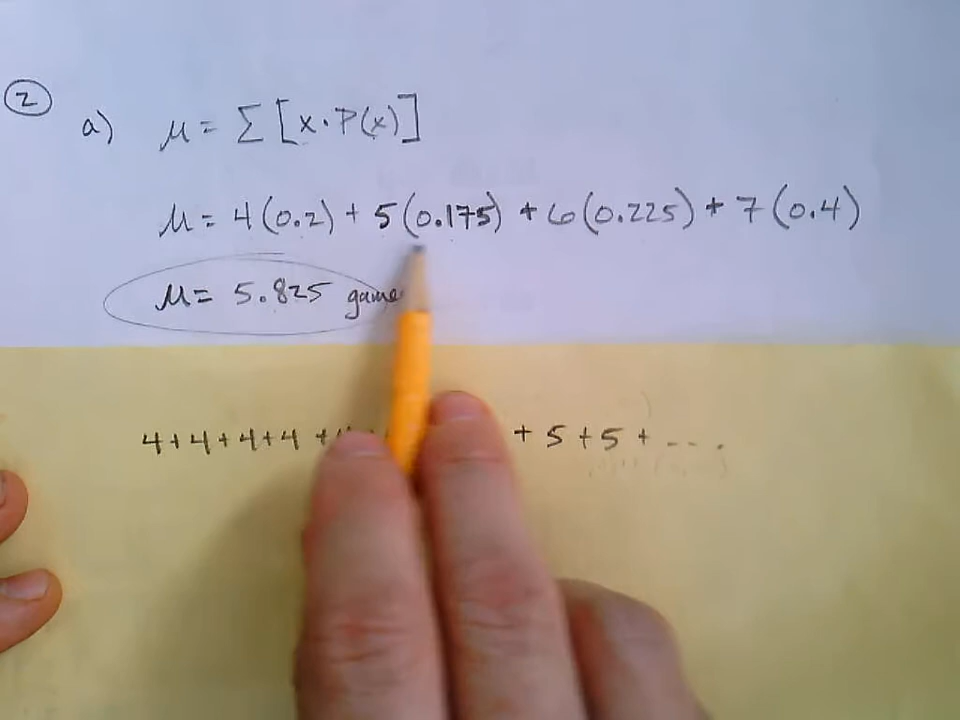 2
a) μ = Σ [x · P(x)]
μ = 4(0.2) + 5(0.175) + 6(0.225) + 7(0.4)
μ = 5.825 game
4+4+4+4 + + 5 + 5 + ....